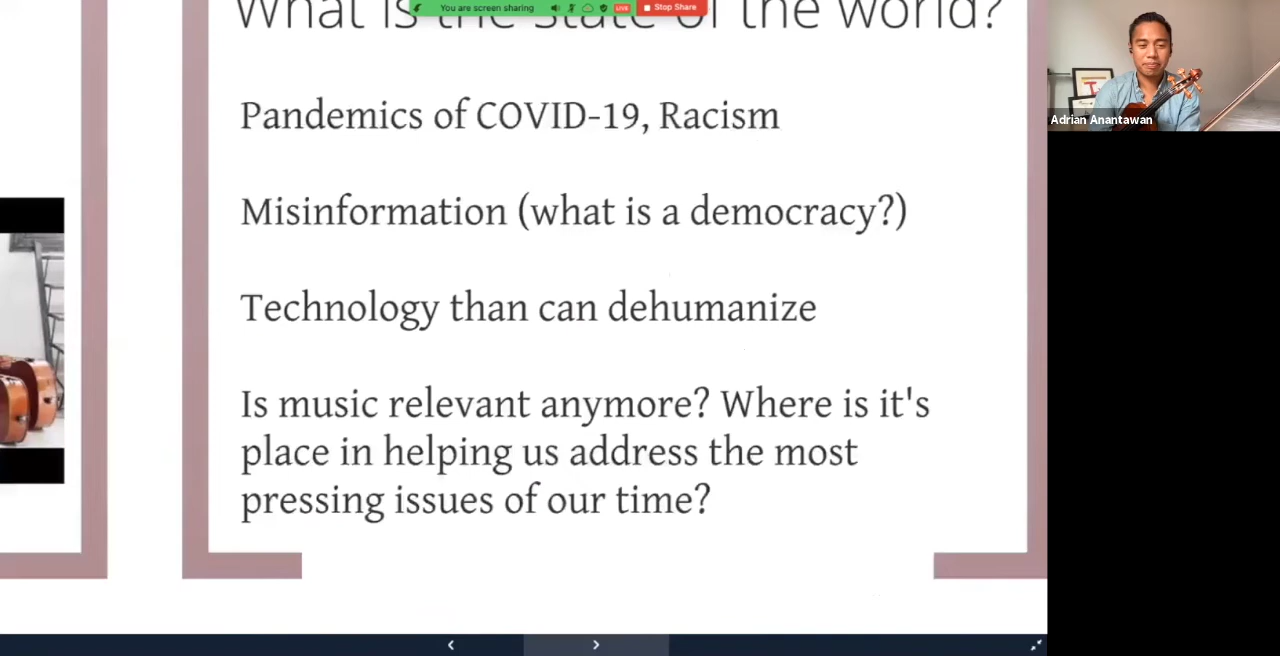 What is the state of the world?
You are screen sharing
LIVE
Stop Share
Pandemics of COVID-19, Racism
Misinformation (what is a democracy?)
Technology than can dehumanize
Is music relevant anymore? Where is it's
place in helping us address the most
pressing issues of our time?
Adrian Anantawan